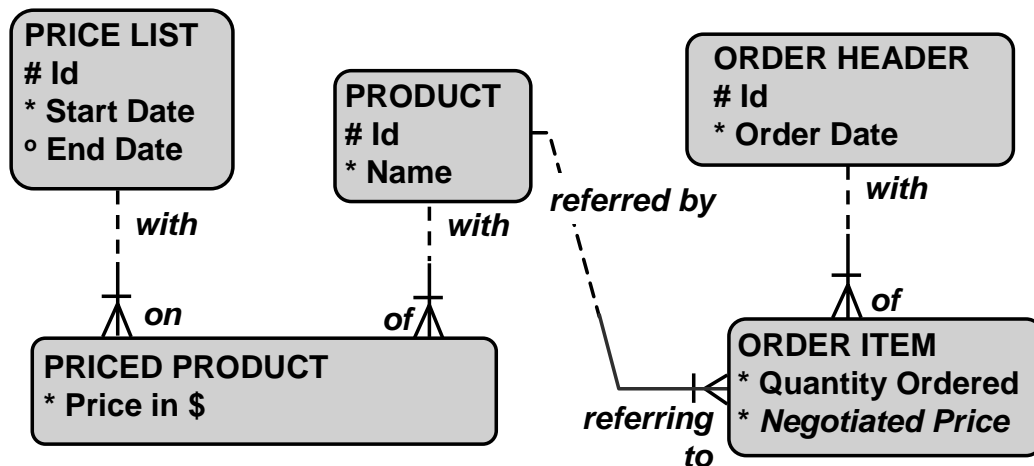 PRICE LIST
# Id
* Start Date
o End Date
PRODUCT
# Id
* Name
ORDER HEADER
# Id
* Order Date
with
with
referred by
with
on
of
of
PRICED PRODUCT
* Price in $
ORDER ITEM
* Quantity Ordered
* Negotiated Price
referring
to